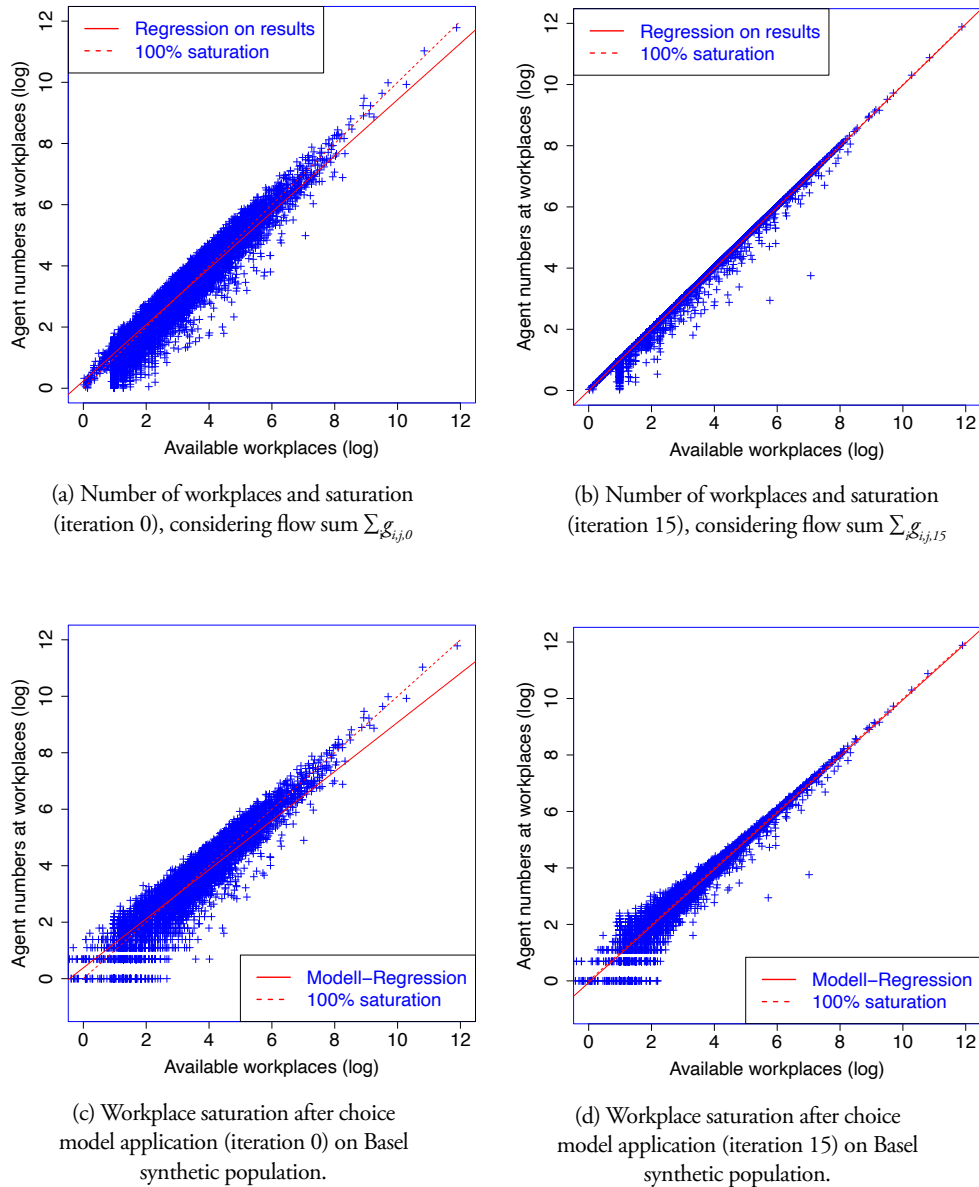 Regression on results
100% saturation
Agent numbers at workplaces (log)
0 2 4 6 8 10 12
0 2 4 6 8 10 12
Available workplaces (log)
(a) Number of workplaces and saturation
(iteration 0), considering flow sum ∑ᵢgᵢ,ⱼ,₀
Regression on results
100% saturation
Agent numbers at workplaces (log)
0 2 4 6 8 10 12
0 2 4 6 8 10 12
Available workplaces (log)
(b) Number of workplaces and saturation
(iteration 15), considering flow sum ∑ᵢgᵢ,ⱼ,₁₅
Agent numbers at workplaces (log)
0 2 4 6 8 10 12
Modell–Regression
100% saturation
0 2 4 6 8 10 12
Available workplaces (log)
(c) Workplace saturation after choice
model application (iteration 0) on Basel
synthetic population.
Agent numbers at workplaces (log)
0 2 4 6 8 10 12
Modell–Regression
100% saturation
0 2 4 6 8 10 12
Available workplaces (log)
(d) Workplace saturation after choice
model application (iteration 15) on Basel
synthetic population.